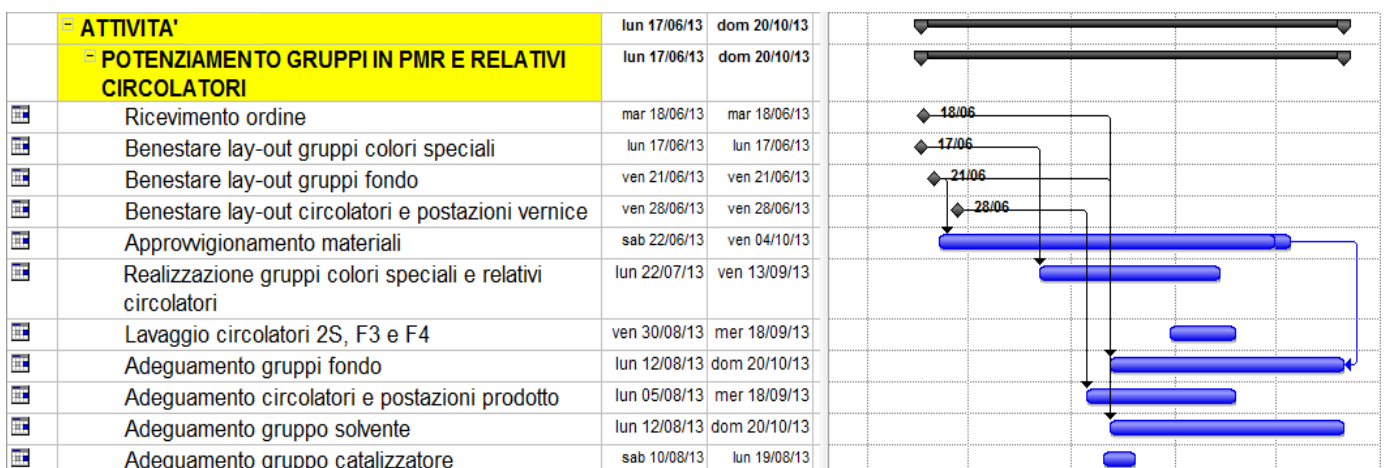 ATTIVITA' lun 17/06/13 dom 20/10/13
POTENZIAMENTO GRUPPI IN PMR E RELATIVI lun 17/06/13 dom 20/10/13
CIRCOLATORI
Ricevimento ordine mar 18/06/13 mar 18/06/13 18/06
Benestare lay-out gruppi colori speciali lun 17/06/13 lun 17/06/13 17/06
Benestare lay-out gruppi fondo ven 21/06/13 ven 21/06/13 21/06
Benestare lay-out circolatori e postazioni vernice ven 28/06/13 ven 28/06/13 28/06
Approvvigionamento materiali sab 22/06/13 ven 04/10/13
Realizzazione gruppi colori speciali e relativi lun 22/07/13 ven 13/09/13
circolatori
Lavaggio circolatori 2S, F3 e F4 ven 30/08/13 mer 18/09/13
Adeguamento gruppi fondo lun 12/08/13 dom 20/10/13
Adeguamento circolatori e postazioni prodotto lun 05/08/13 mer 18/09/13
Adeguamento gruppo solvente lun 12/08/13 dom 20/10/13
Adeguamento gruppo catalizzatore sab 10/08/13 lun 19/08/13